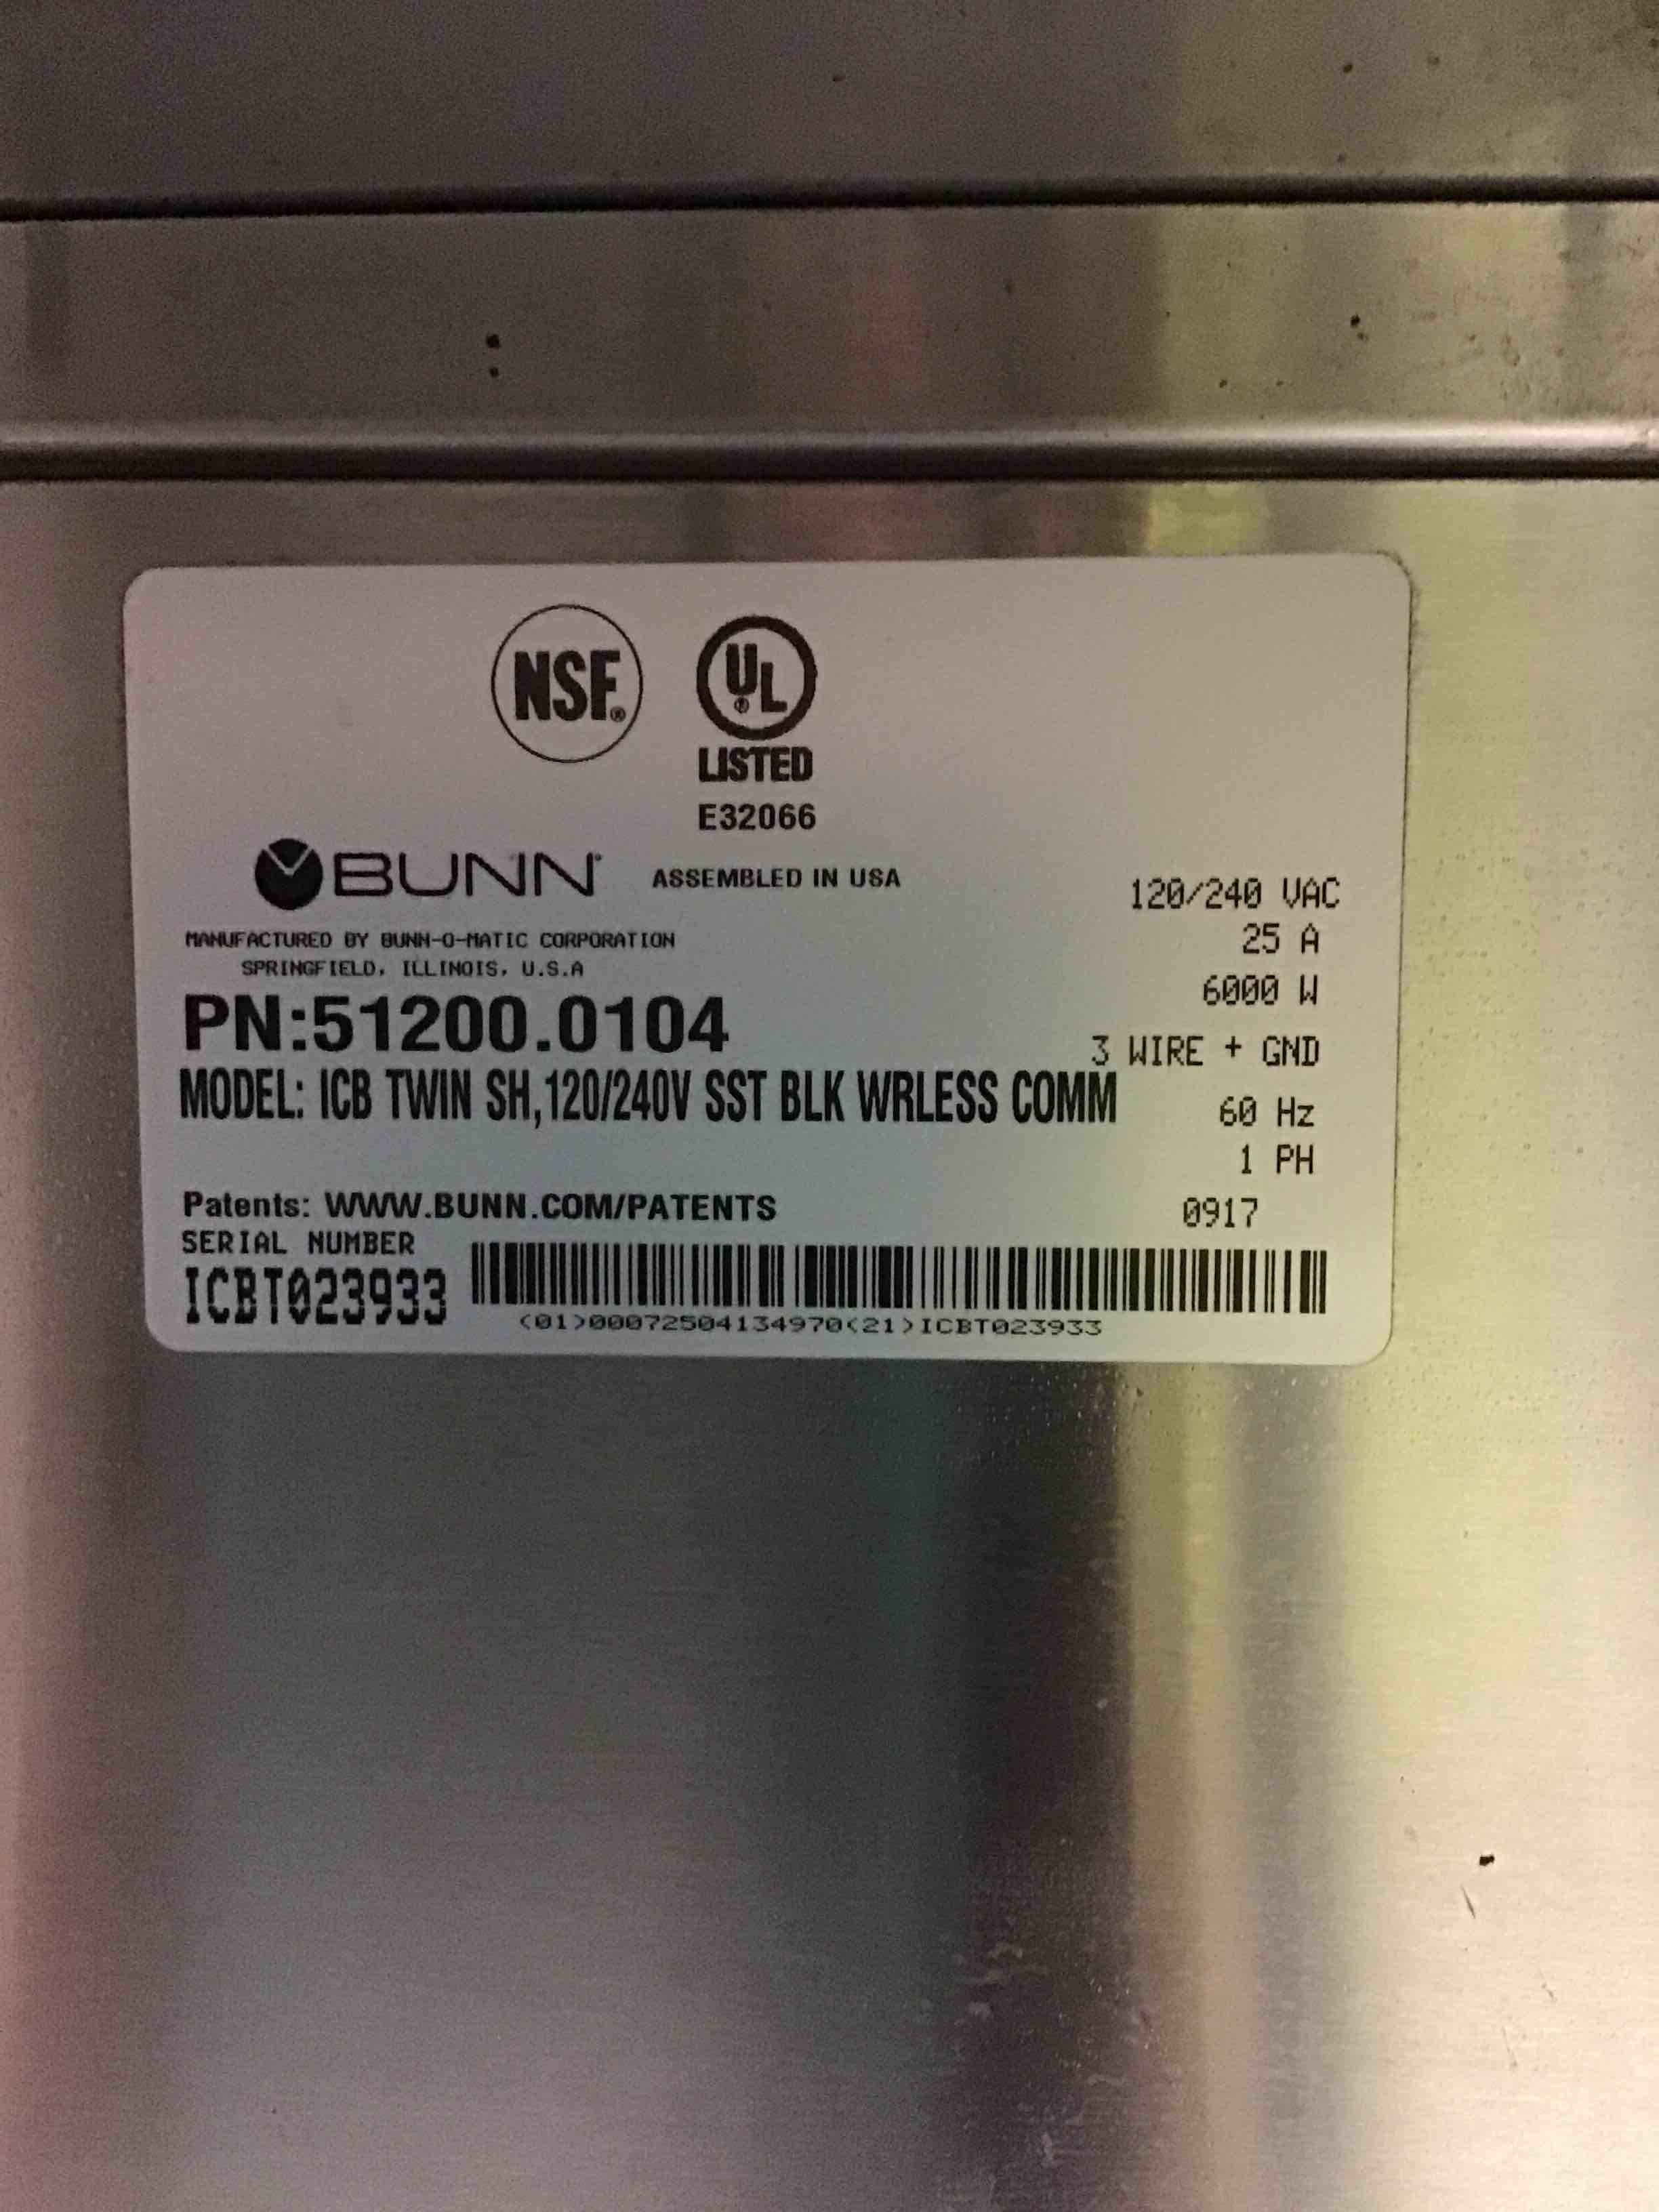 NSF®
UL®
LISTED
E32066
BUNN® ASSEMBLED IN USA
120/240 VAC
MANUFACTURED BY BUNN-O-MATIC CORPORATION
25 A
SPRINGFIELD, ILLINOIS, U.S.A
6000 W
PN:51200.0104
3 WIRE + GND
MODEL: ICB TWIN SH,120/240V SST BLK WRLESS COMM
60 Hz
1 PH
Patents: WWW.BUNN.COM/PATENTS
0917
SERIAL NUMBER
ICBT023933
(01)00072504134970(21)ICBT023933